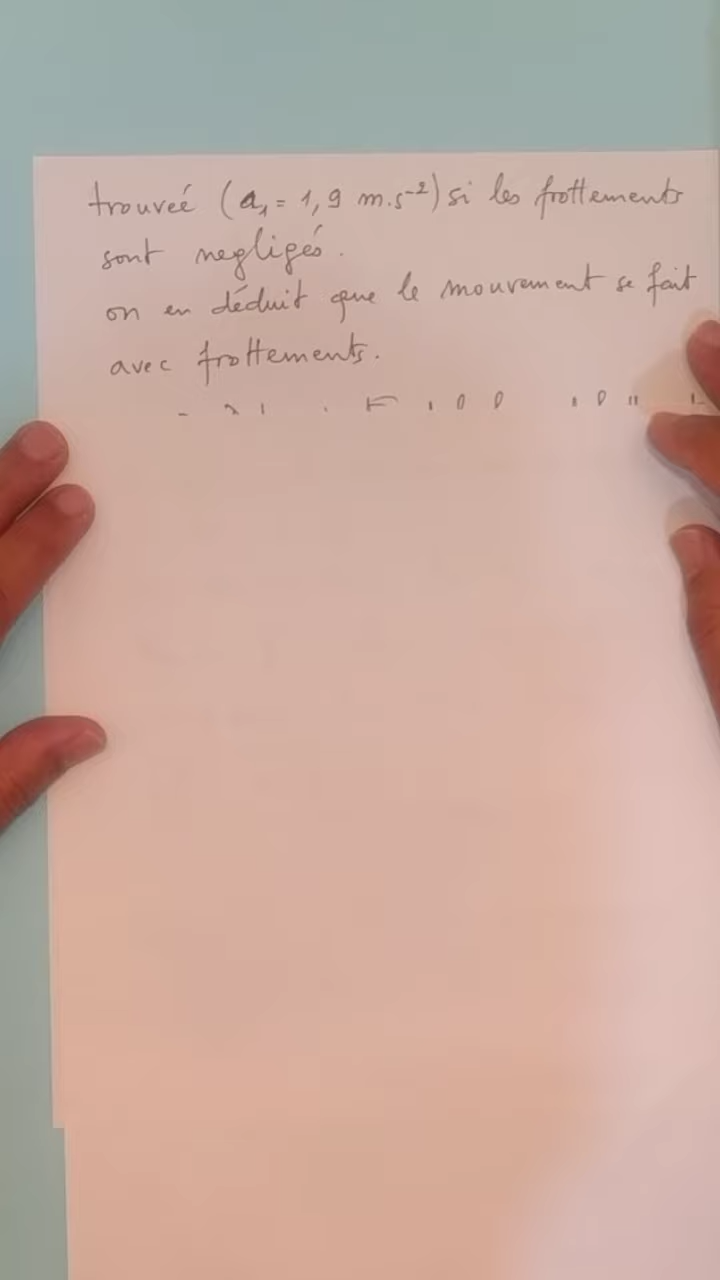 trouveé (a₁ = 1,9 m.s⁻²) si les frottements
sont negligés.
on en déduit que le mouvement se fait
avec frottements.